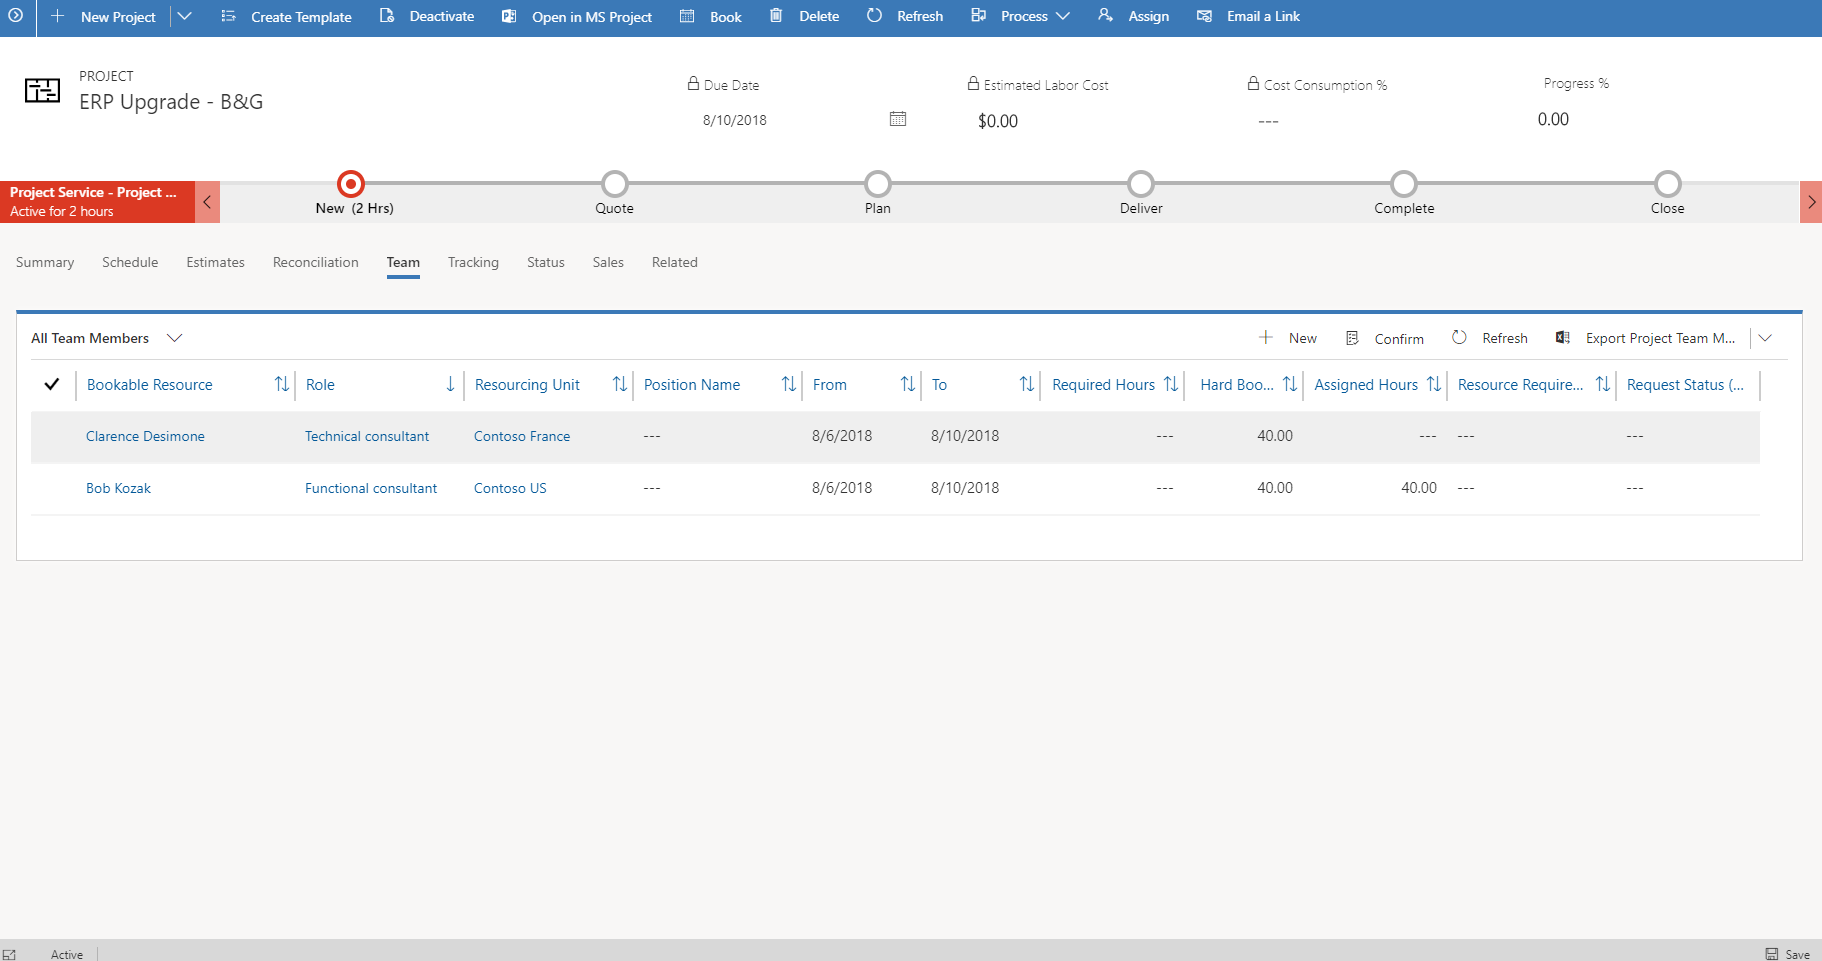 New Project Create Template Deactivate Open in MS Project Book Delete Refresh Process Assign Email a Link
PROJECT
ERP Upgrade - B&G
Due Date Estimated Labor Cost Cost Consumption % Progress %
8/10/2018 $0.00 --- 0.00
Project Service - Project ...
Active for 2 hours
New (2 Hrs) Quote Plan Deliver Complete Close
Summary Schedule Estimates Reconciliation Team Tracking Status Sales Related
All Team Members New Confirm Refresh Export Project Team M...
Bookable Resource Role Resourcing Unit Position Name From To Required Hours Hard Boo... Assigned Hours Resource Require... Request Status (...
Clarence Desimone Technical consultant Contoso France --- 8/6/2018 8/10/2018 --- 40.00 --- --- ---
Bob Kozak Functional consultant Contoso US --- 8/6/2018 8/10/2018 --- 40.00 40.00 --- ---
Active Save